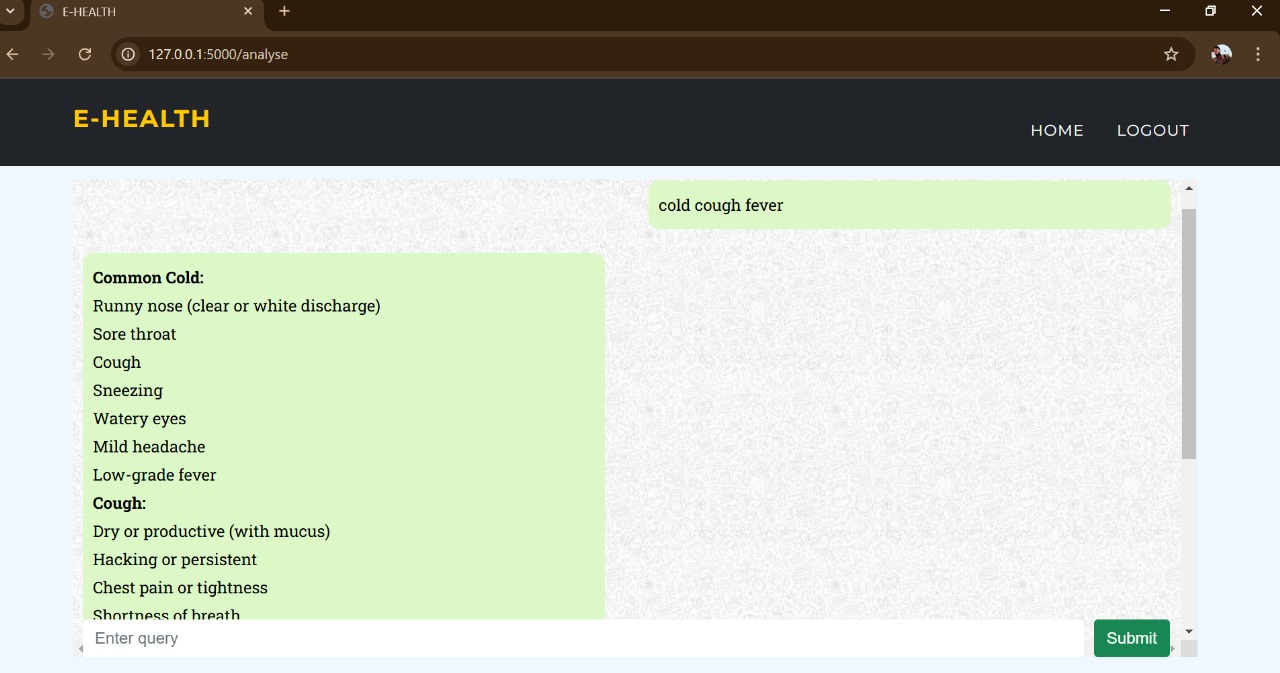 E-HEALTH
127.0.0.1:5000/analyse
E-HEALTH
HOME
LOGOUT
cold cough fever
Common Cold:
Runny nose (clear or white discharge)
Sore throat
Cough
Sneezing
Watery eyes
Mild headache
Low-grade fever
Cough:
Dry or productive (with mucus)
Hacking or persistent
Chest pain or tightness
Shortness of breath
Enter query
Submit